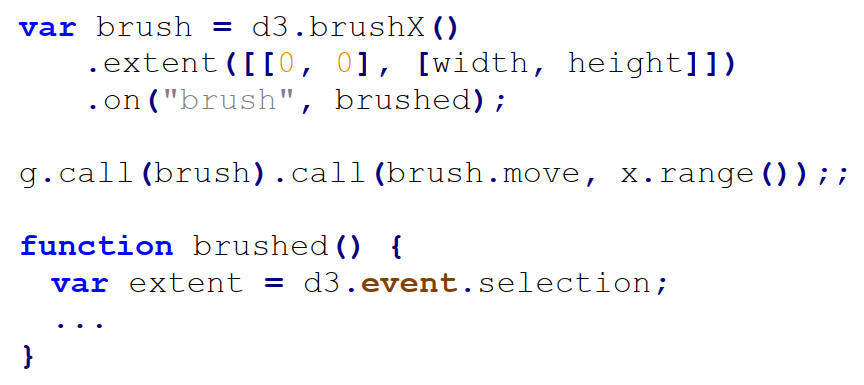 var brush = d3.brushX()
.extent([[0, 0], [width, height]])
.on("brush", brushed);
g.call(brush).call(brush.move, x.range());;
function brushed() {
var extent = d3.event.selection;
...
}